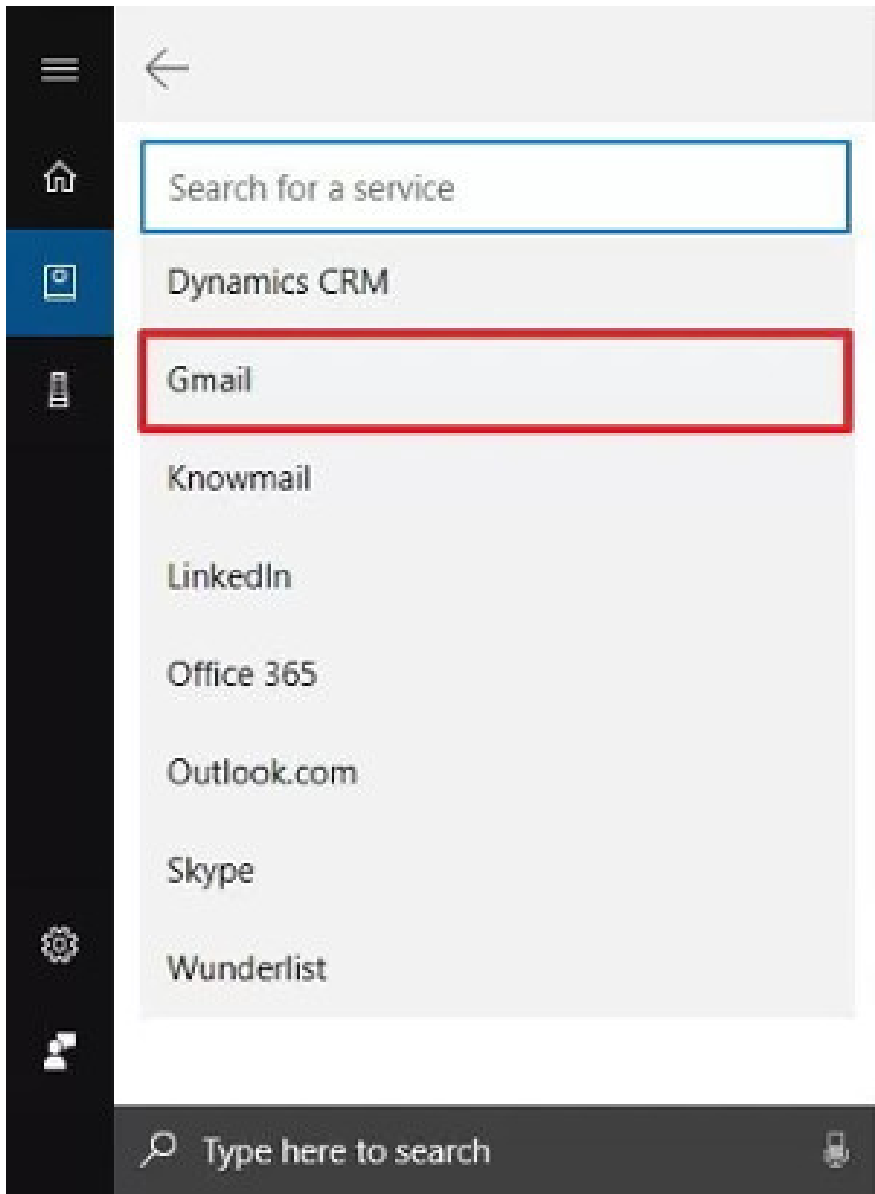 Search for a service
Dynamics CRM
Gmail
Knowmail
LinkedIn
Office 365
Outlook.com
Skype
Wunderlist
Type here to search